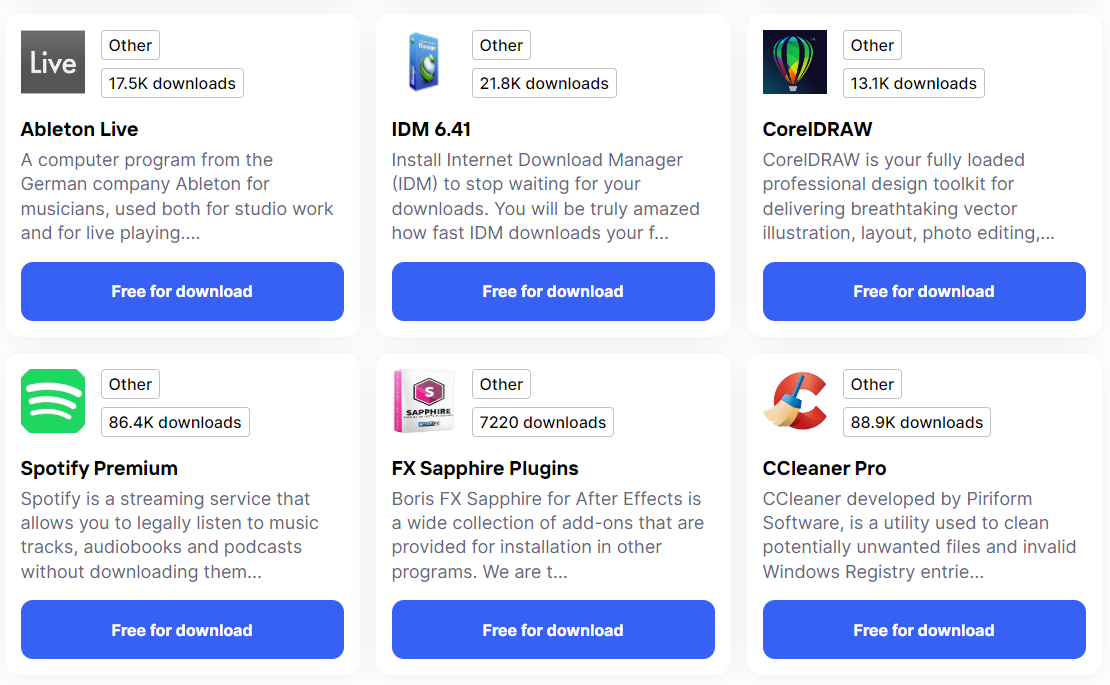 Live
Other
17.5K downloads
Ableton Live
A computer program from the
German company Ableton for
musicians, used both for studio work
and for live playing....
Free for download
Other
21.8K downloads
IDM 6.41
Install Internet Download Manager
(IDM) to stop waiting for your
downloads. You will be truly amazed
how fast IDM downloads your f...
Free for download
Other
13.1K downloads
CorelDRAW
CorelDRAW is your fully loaded
professional design toolkit for
delivering breathtaking vector
illustration, layout, photo editing,...
Free for download
Other
86.4K downloads
Spotify Premium
Spotify is a streaming service that
allows you to legally listen to music
tracks, audiobooks and podcasts
without downloading them...
Free for download
S
SAPPHIRE
Other
7220 downloads
FX Sapphire Plugins
Boris FX Sapphire for After Effects is
a wide collection of add-ons that are
provided for installation in other
programs. We are t...
Free for download
Other
88.9K downloads
CCleaner Pro
CCleaner developed by Piriform
Software, is a utility used to clean
potentially unwanted files and invalid
Windows Registry entrie...
Free for download